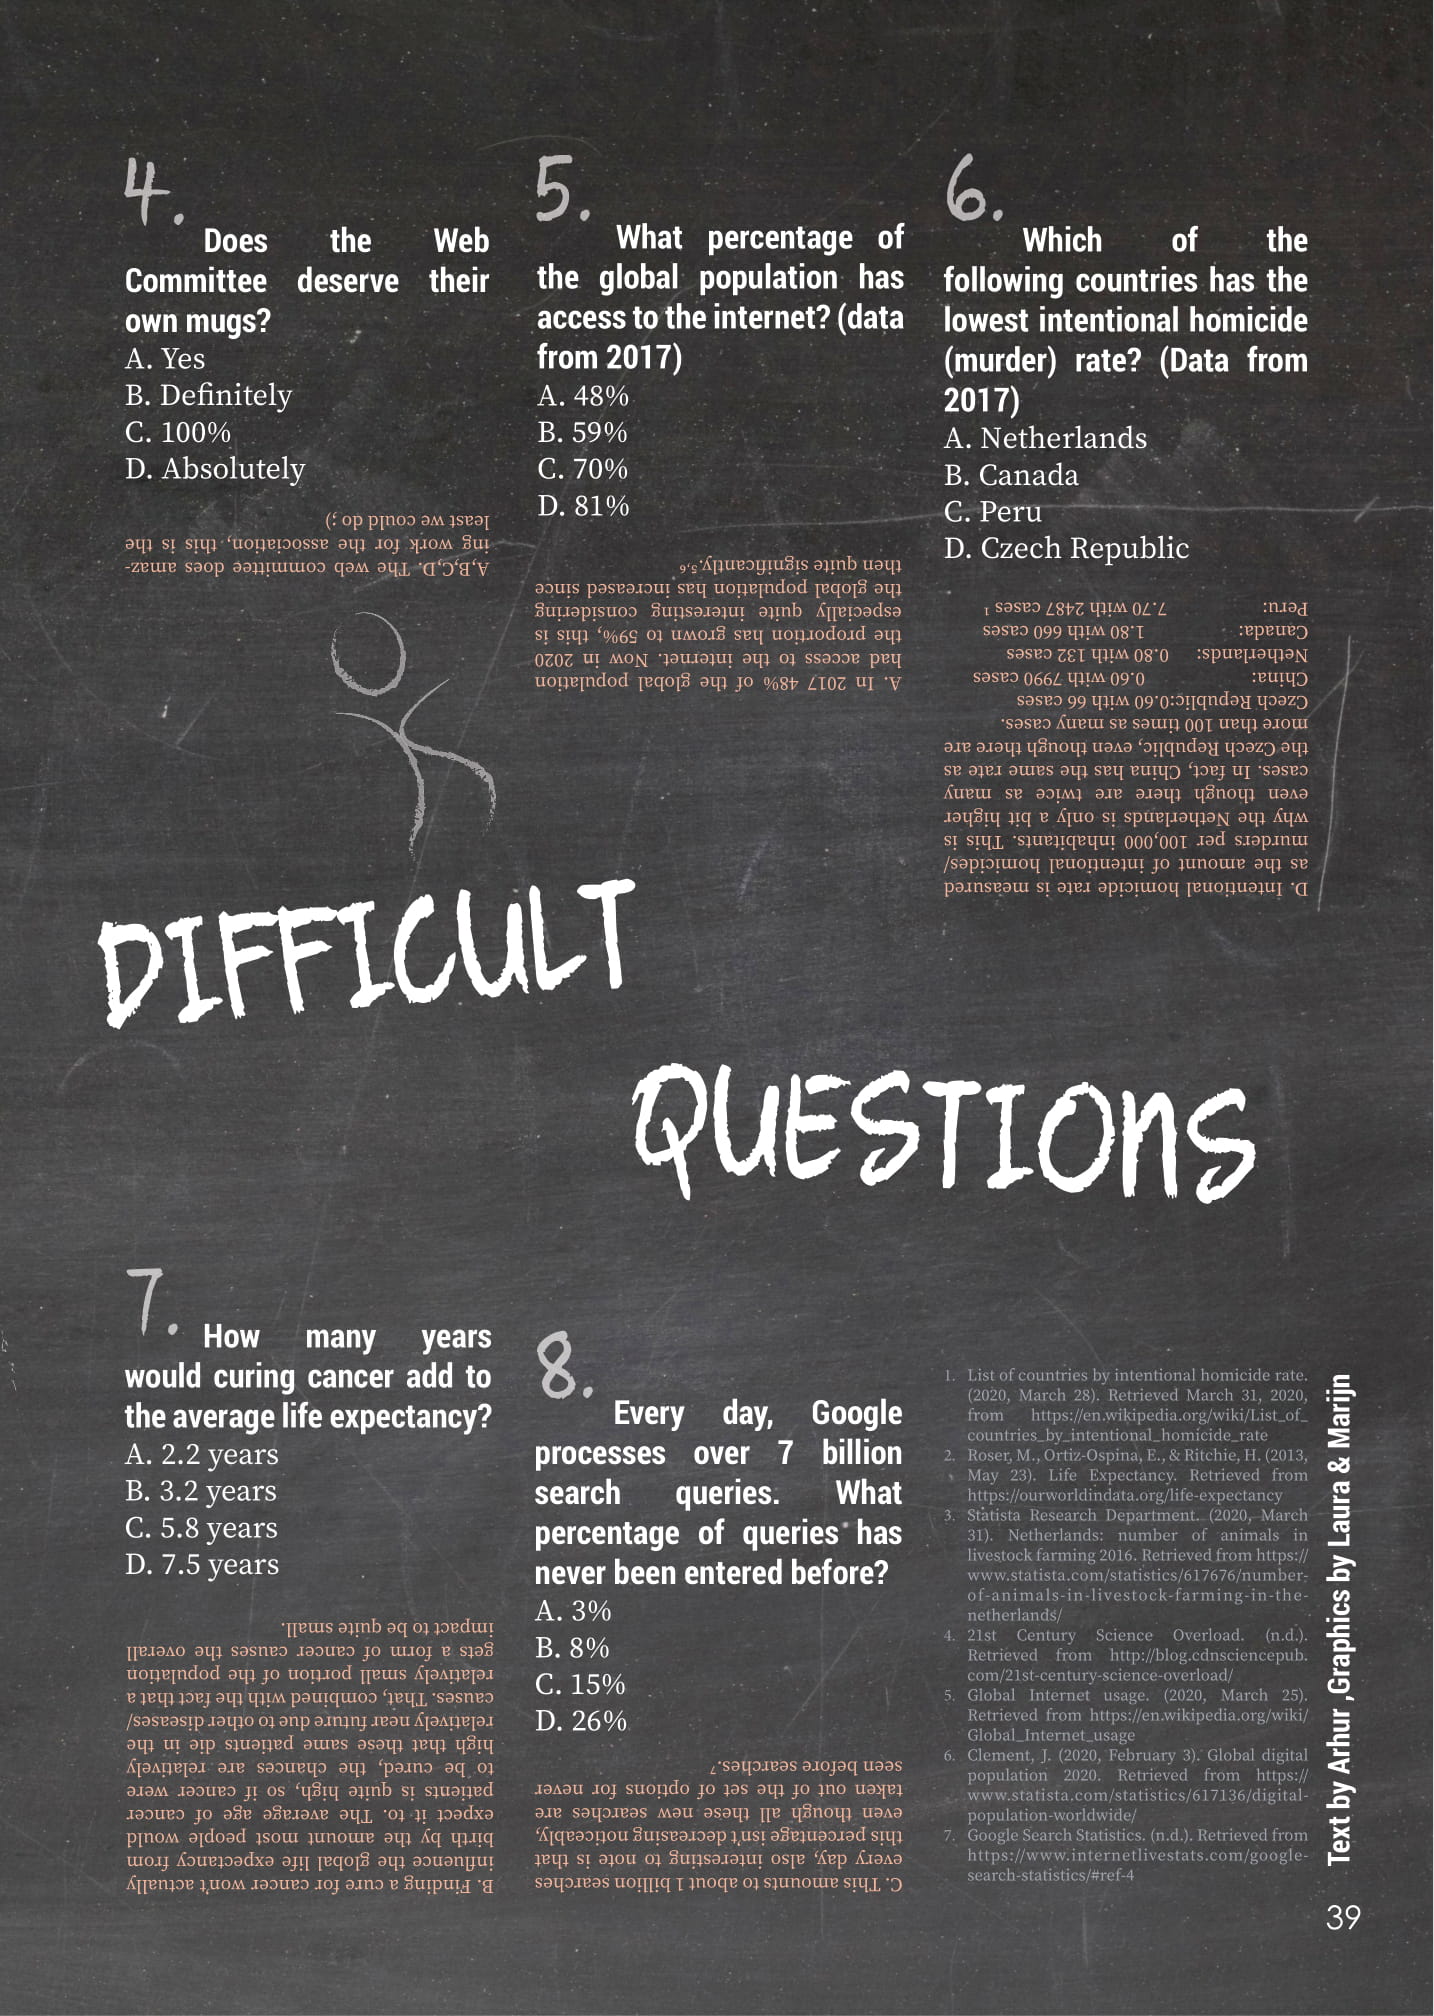 4.
Does the Web
Committee deserve their
own mugs?
A. Yes
B. Definitely
C. 100%
D. Absolutely
A,B,C,D. The web committee does amaz-
ing work for the association, this is the
least we could do ;)
5.
What percentage of
the global population has
access to the internet? (data
from 2017)
A. 48%
B. 59%
C. 70%
D. 81%
A. In 2017 48% of the global population
had access to the internet. Now in 2020
the proportion has grown to 59%, this is
especially quite interesting considering
the global population has increased since
then quite significantly.5,6
6.
Which of the
following countries has the
lowest intentional homicide
(murder) rate? (Data from
2017)
A. Netherlands
B. Canada
C. Peru
D. Czech Republic
D. Intentional homicide rate is measured
as the amount of intentional homicides/
murders per 100,000 inhabitants. This is
why the Netherlands is only a bit higher
even though there are twice as many
cases. In fact, China has the same rate as
the Czech Republic, even though there are
more than 100 times as many cases.
Czech Republic:0.60 with 66 cases
China: 0.60 with 7990 cases
Netherlands: 0.80 with 132 cases
Canada: 1.80 with 660 cases
Peru: 7.70 with 2487 cases 1
DIFFICULT
QUESTIONS
7.
How many years
would curing cancer add to
the average life expectancy?
A. 2.2 years
B. 3.2 years
C. 5.8 years
D. 7.5 years
B. Finding a cure for cancer won't actually
influence the global life expectancy from
birth by the amount most people would
expect it to. The average age of cancer
patients is quite high, so if cancer were
to be cured, the chances are relatively
high that these same patients die in the
relatively near future due to other diseases/
causes. That, combined with the fact that a
relatively small portion of the population
gets a form of cancer causes the overall
impact to be quite small.
8.
Every day, Google
processes over 7 billion
search queries. What
percentage of queries has
never been entered before?
A. 3%
B. 8%
C. 15%
D. 26%
C. This amounts to about 1 billion searches
every day, also interesting to note is that
this percentage isn't decreasing noticeably,
even though all these new searches are
taken out of the set of options for never
seen before searches.7
1. List of countries by intentional homicide rate.
(2020, March 28). Retrieved March 31, 2020,
from https://en.wikipedia.org/wiki/List_of_
countries_by_intentional_homicide_rate
2. Roser, M., Ortiz-Ospina, E., & Ritchie, H. (2013,
May 23). Life Expectancy. Retrieved from
https://ourworldindata.org/life-expectancy
3. Statista Research Department. (2020, March
31). Netherlands: number of animals in
livestock farming 2016. Retrieved from https://
www.statista.com/statistics/617676/number-
of-animals-in-livestock-farming-in-the-
netherlands/
4. 21st Century Science Overload. (n.d.).
Retrieved from http://blog.cdnsciencepub.
com/21st-century-science-overload/
5. Global Internet usage. (2020, March 25).
Retrieved from https://en.wikipedia.org/wiki/
Global_Internet_usage
6. Clement, J. (2020, February 3). Global digital
population 2020. Retrieved from https://
www.statista.com/statistics/617136/digital-
population-worldwide/
7. Google Search Statistics. (n.d.). Retrieved from
https://www.internetlivestats.com/google-
search-statistics/#ref-4
Text by Arhur ,Graphics by Laura & Marijn
39